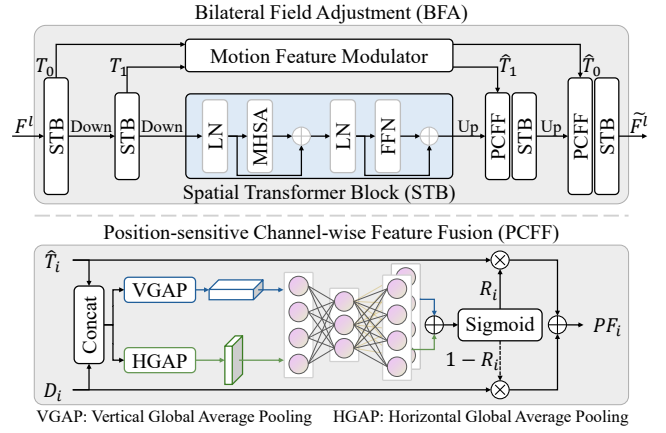 Bilateral Field Adjustment (BFA)
T₀
Motion Feature Modulator
T̂₀
T₁
T̂₁
Fˡ
STB
Down
STB
Down
LN
MHSA
LN
FFN
Up
PCFF
STB
Up
PCFF
STB
F̃ˡ
Spatial Transformer Block (STB)
Position-sensitive Channel-wise Feature Fusion (PCFF)
T̂ᵢ
Concat
VGAP
HGAP
Rᵢ
Sigmoid
1 − Rᵢ
PFᵢ
Dᵢ
VGAP: Vertical Global Average Pooling HGAP: Horizontal Global Average Pooling